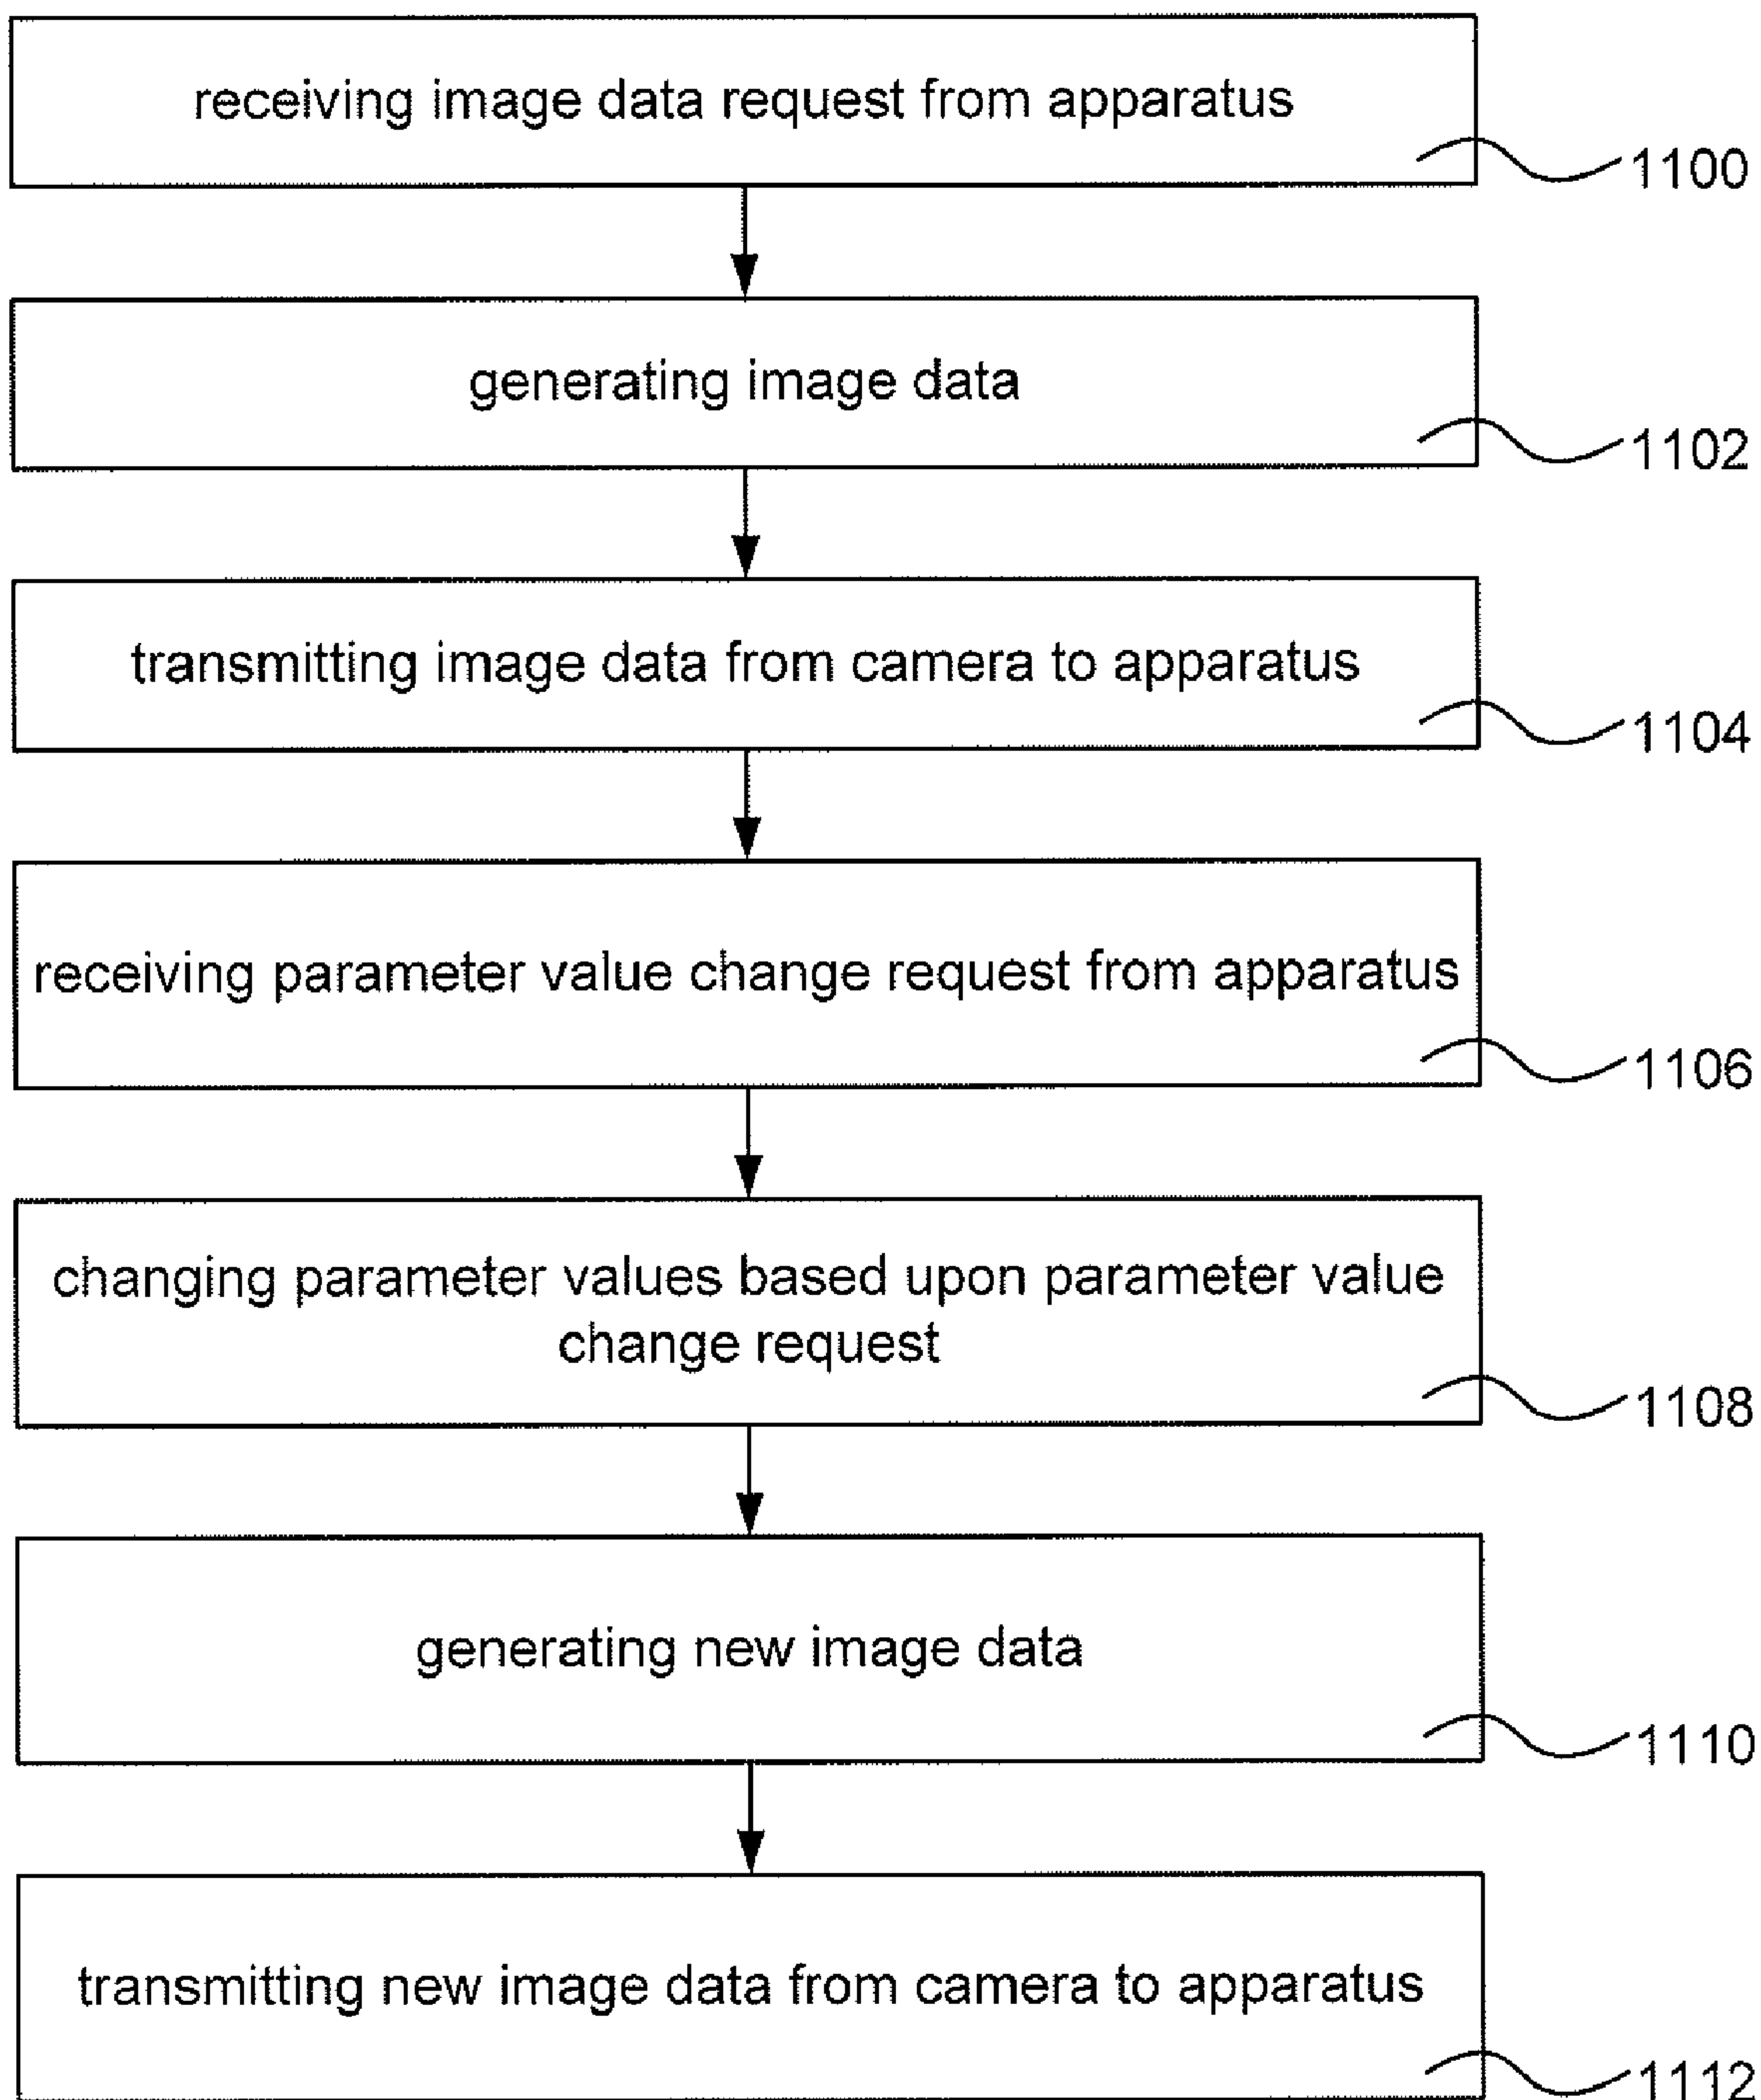 receiving image data request from apparatus
1100
generating image data
1102
transmitting image data from camera to apparatus
1104
receiving parameter value change request from apparatus
1106
changing parameter values based upon parameter value
change request
1108
generating new image data
1110
transmitting new image data from camera to apparatus
1112